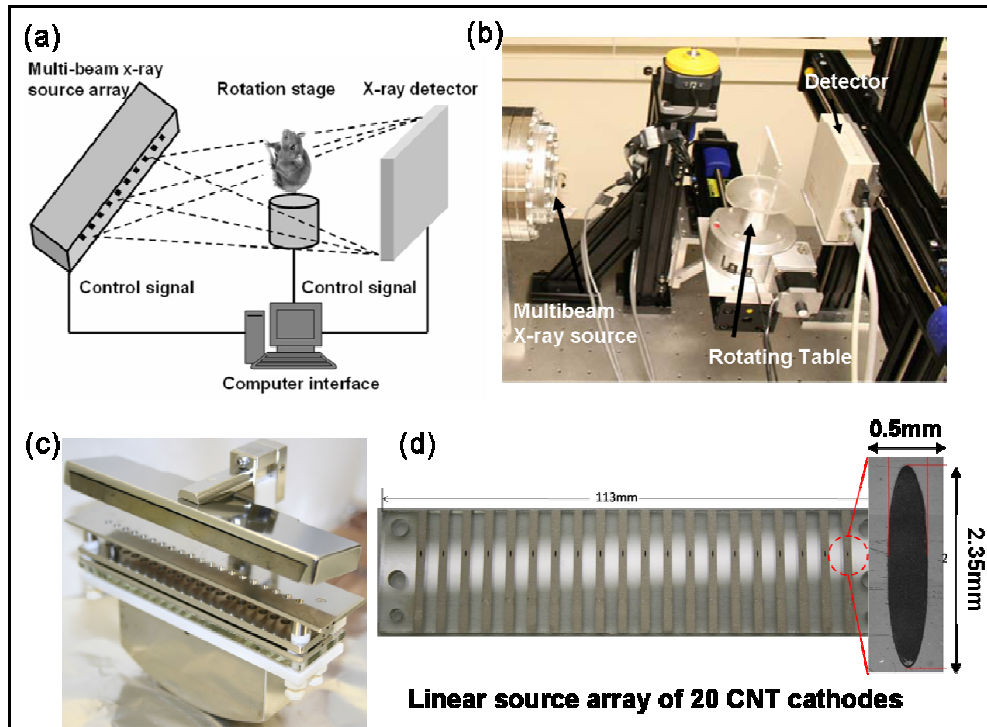 (a)
Multi-beam x-ray
source array
Rotation stage
X-ray detector
Control signal
Control signal
Computer interface
(b)
Detector
Multibeam
X-ray source
Rotating Table
(c)
(d)
113mm
0.5mm
2.35mm
2
Linear source array of 20 CNT cathodes